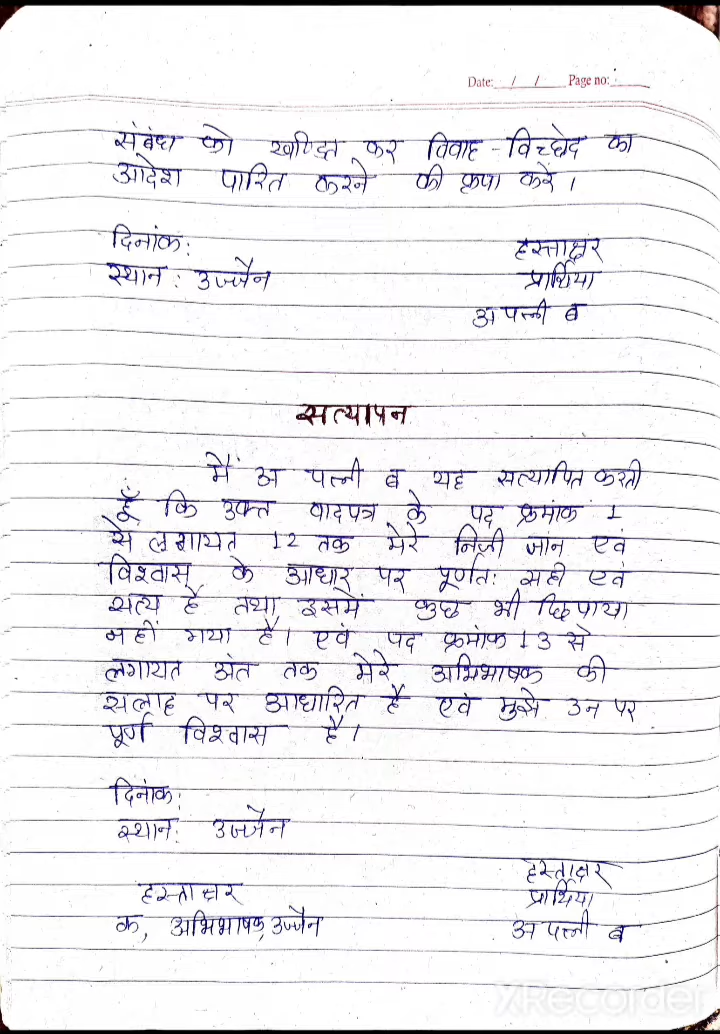 Date: / / Page no:
संबंध को खण्डित कर विवाह-विच्छेद का
आदेश पारित करने की कृपा करें।
दिनांक: हस्ताक्षर
स्थान: उज्जैन प्रार्थिया
अ पत्नी ब
सत्यापन
मैं अ पत्नी ब यह सत्यापित करती
हूँ कि उक्त वादपत्र के पद क्रमांक 1
से लगायत 12 तक मेरे निजी ज्ञान एवं
विश्वास के आधार पर पूर्णत: सही एवं
सत्य है तथा इसमें कुछ भी छिपाया
नहीं गया है। एवं पद क्रमांक 13 से
लगायत अंत तक मेरे अभिभाषक की
सलाह पर आधारित है एवं मुझे उन पर
पूर्ण विश्वास है।
दिनांक:
स्थान: उज्जैन
हस्ताक्षर
हस्ताक्षर प्रार्थिया
क, अभिभाषक, उज्जैन अ पत्नी ब
XRecorder